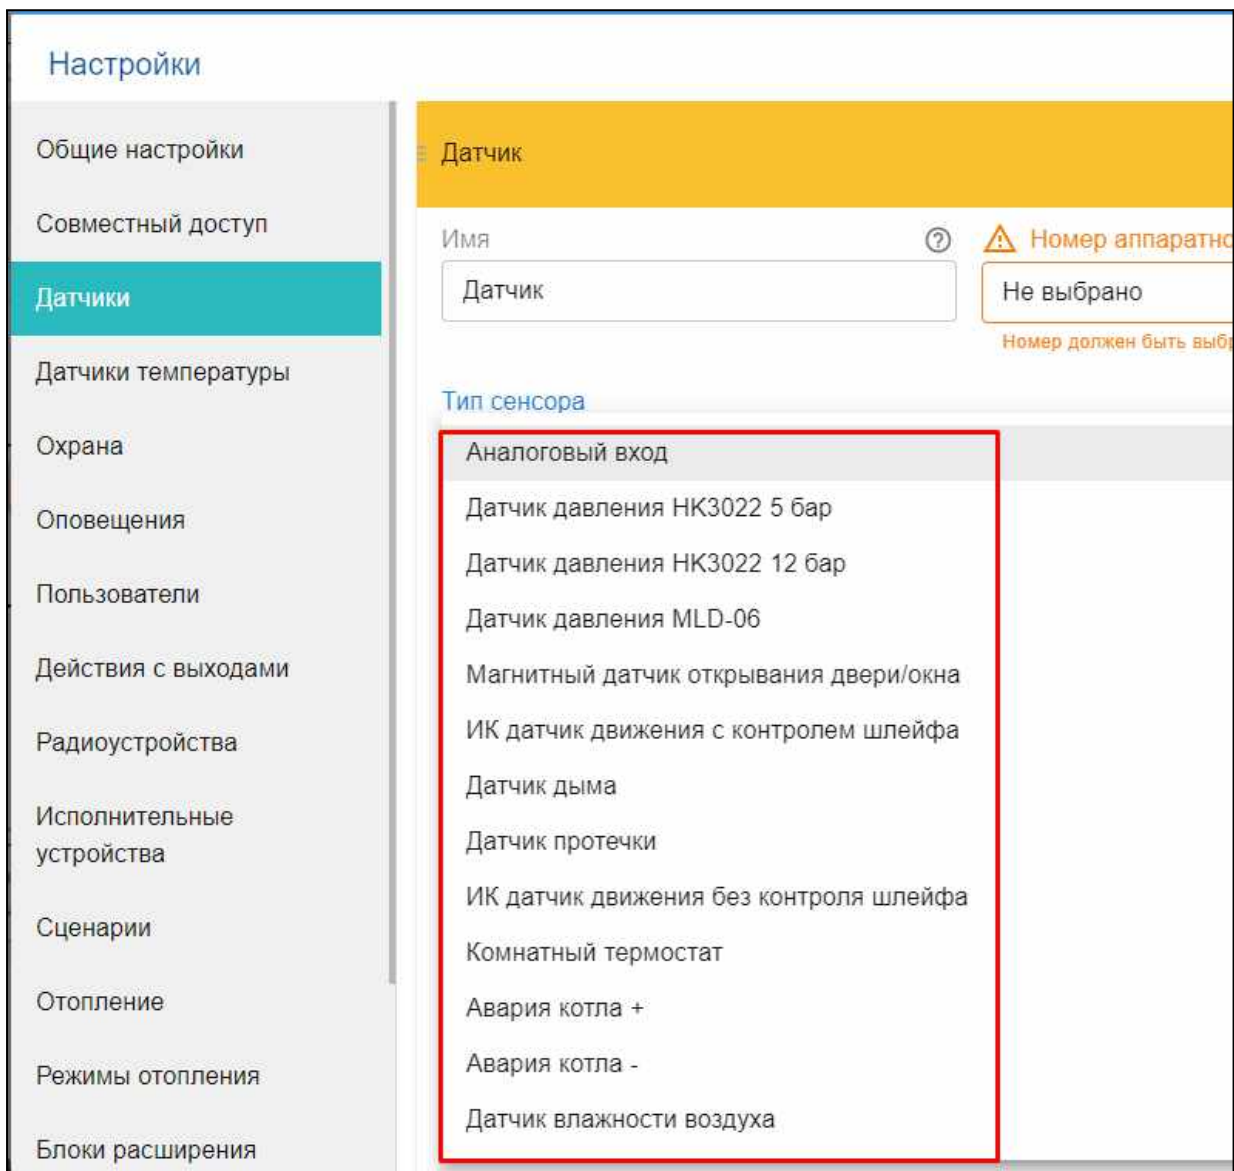 Настройки
Общие настройки
Совместный доступ
Датчики
Датчики температуры
Охрана
Оповещения
Пользователи
Действия с выходами
Радиоустройства
Исполнительные
устройства
Сценарии
Отопление
Режимы отопления
Блоки расширения
Датчик
Имя
Датчик
Номер аппаратно
Не выбрано
Номер должен быть выбр
Тип сенсора
Аналоговый вход
Датчик давления HK3022 5 бар
Датчик давления HK3022 12 бар
Датчик давления MLD-06
Магнитный датчик открывания двери/окна
ИК датчик движения с контролем шлейфа
Датчик дыма
Датчик протечки
ИК датчик движения без контроля шлейфа
Комнатный термостат
Авария котла +
Авария котла -
Датчик влажности воздуха